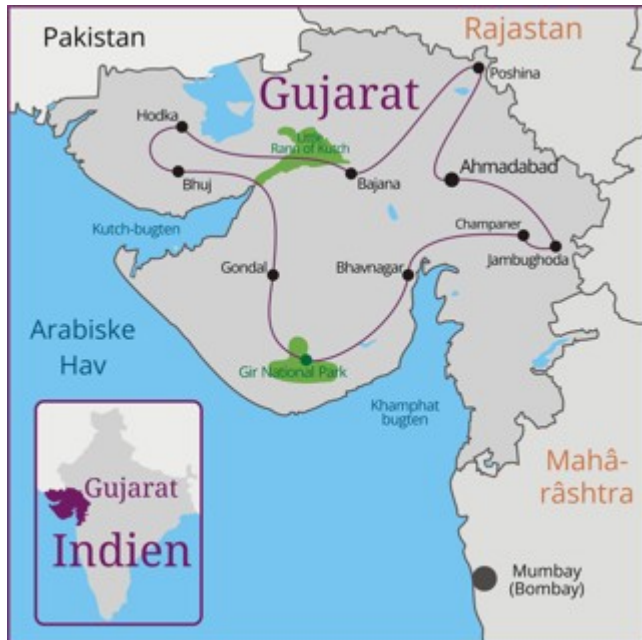 Pakistan
Rajastan
Gujarat
Poshina
Hodka
Little
Rann of Kutch
Ahmadabad
Bhuj
Bajana
Kutch-bugten
Champaner
Jambughoda
Gondal
Bhavnagar
Arabiske
Hav
Gir National Park
Khamphat
bugten
Mahâ-
râshtra
Gujarat
Indien
Mumbay
(Bombay)